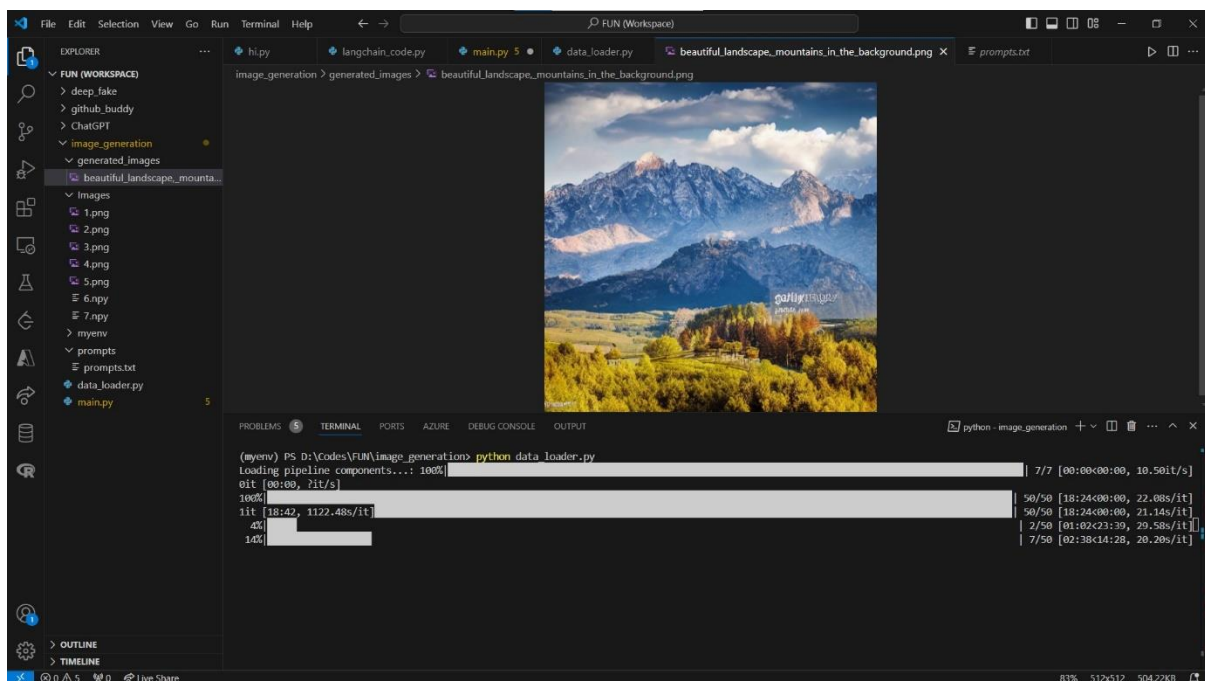 File Edit Selection View Go Run Terminal Help
FUN (Workspace)
EXPLORER
hi.py
langchain_code.py
main.py 5
data_loader.py
beautiful_landscape,_mountains_in_the_background.png
prompts.txt
FUN (WORKSPACE)
deep_fake
github_buddy
ChatGPT
image_generation
generated_images
beautiful_landscape,_mounta...
Images
1.png
2.png
3.png
4.png
5.png
6.npy
7.npy
myenv
prompts
prompts.txt
data_loader.py
main.py 5
OUTLINE
TIMELINE
image_generation > generated_images > beautiful_landscape,_mountains_in_the_background.png
PROBLEMS 5 TERMINAL PORTS AZURE DEBUG CONSOLE OUTPUT
python - image_generation
(myenv) PS D:\Codes\FUN\image_generation> python data_loader.py
Loading pipeline components...: 100%| | 7/7 [00:00<00:00, 10.50it/s]
0it [00:00, ?it/s]
100%| | 50/50 [18:24<00:00, 22.08s/it]
1it [18:42, 1122.48s/it] | 50/50 [18:24<00:00, 21.14s/it]
4%| | 2/50 [01:02<23:39, 29.58s/it]
14%| | 7/50 [02:38<14:28, 20.20s/it]
0 5 0 Live Share
83% 512x512 504.22KB